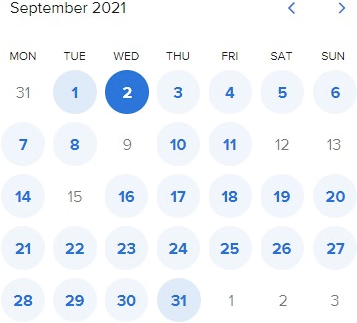 September 2021
MON TUE WED THU FRI SAT SUN
31 1 2 3 4 5 6
7 8 9 10 11 12 13
14 15 16 17 18 19 20
21 22 23 24 25 26 27
28 29 30 31 1 2 3